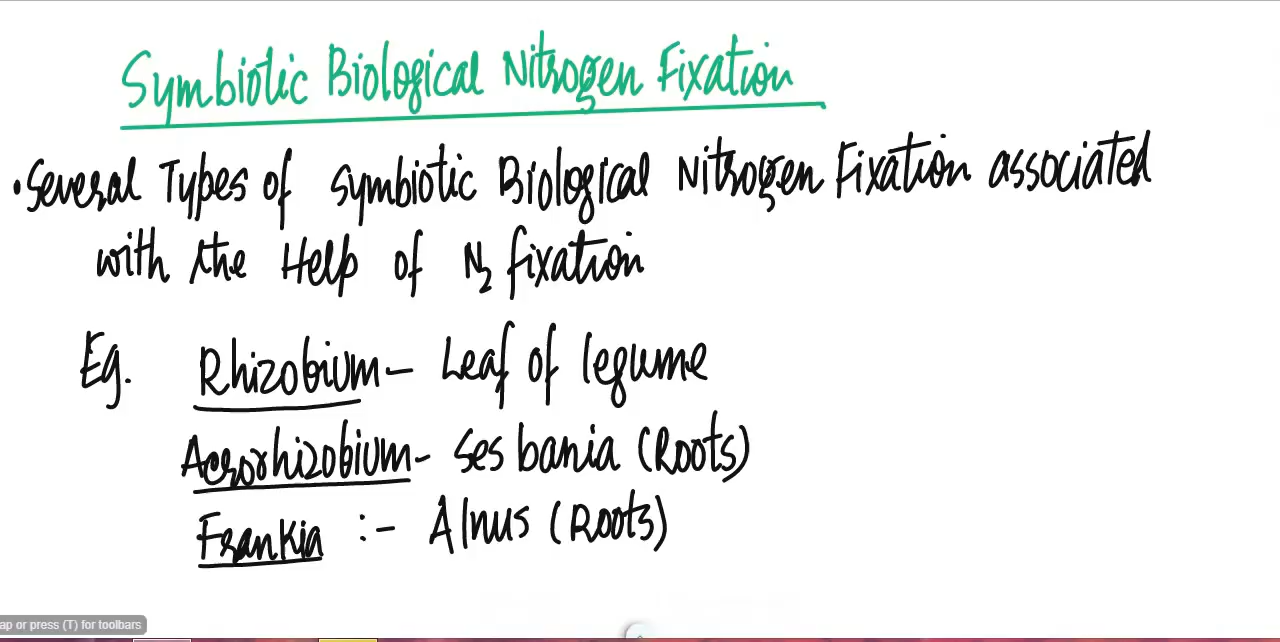 Symbiotic Biological Nitrogen Fixation
• Several Types of symbiotic Biological Nitrogen Fixation associated
with the Help of N₂ fixation
Eg. Rhizobium - Leaf of legume
Aerorhizobium - Sesbania (Roots)
Frankia :- Alnus (Roots)
ap or press (T) for toolbars